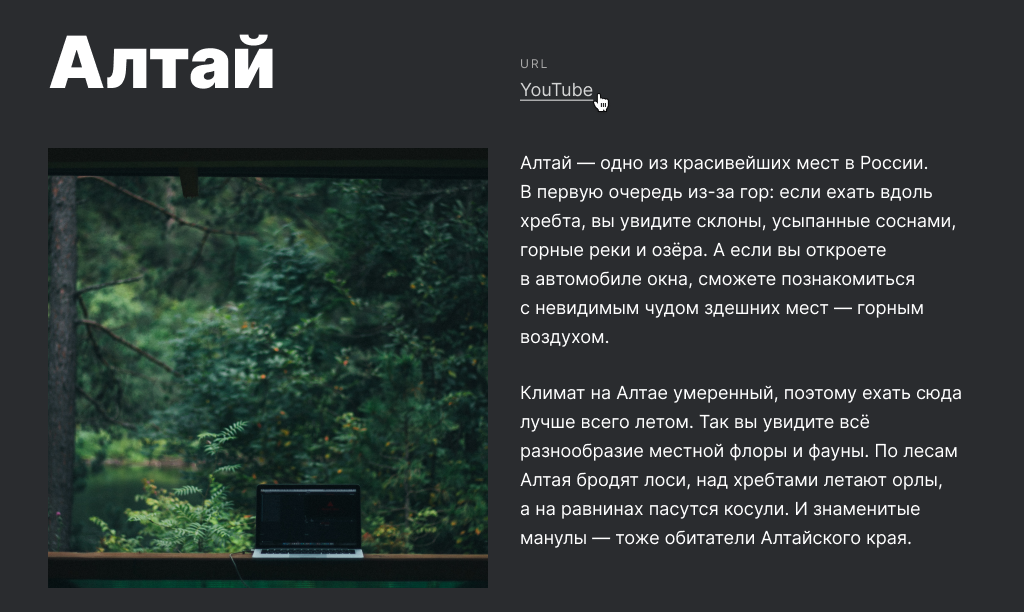 Алтай
URL
YouTube
Алтай — одно из красивейших мест в России.
В первую очередь из-за гор: если ехать вдоль
хребта, вы увидите склоны, усыпанные соснами,
горные реки и озёра. А если вы откроете
в автомобиле окна, сможете познакомиться
с невидимым чудом здешних мест — горным
воздухом.
Климат на Алтае умеренный, поэтому ехать сюда
лучше всего летом. Так вы увидите всё
разнообразие местной флоры и фауны. По лесам
Алтая бродят лоси, над хребтами летают орлы,
а на равнинах пасутся косули. И знаменитые
манулы — тоже обитатели Алтайского края.